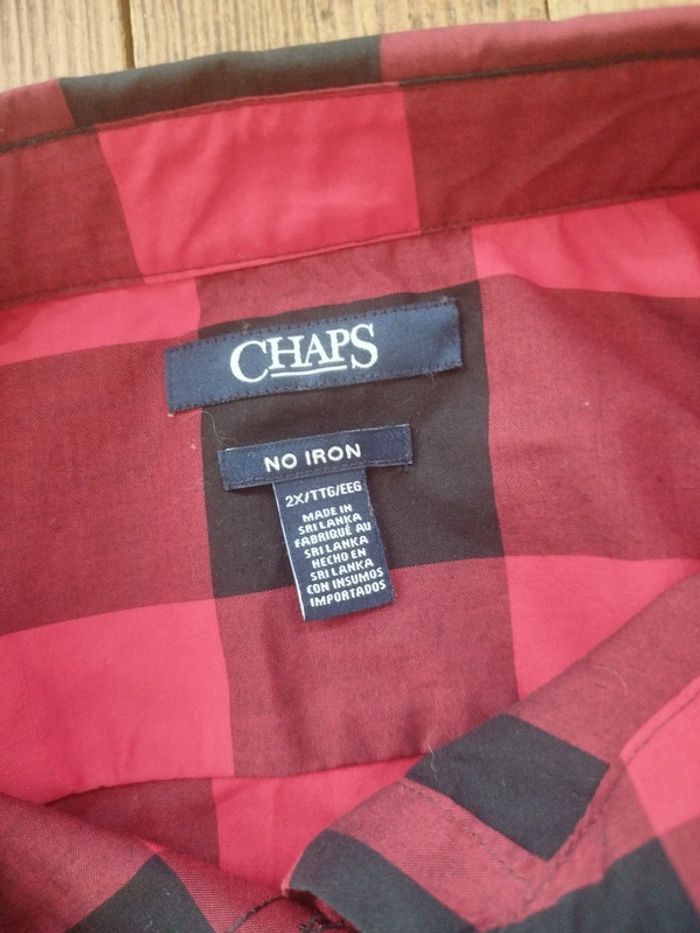 CHAPS
NO IRON
2X/TTG/EEG
MADE IN
SRI LANKA
FABRIQUÉ AU
SRI LANKA
HECHO EN
SRI LANKA
CON INSUMOS
IMPORTADOS